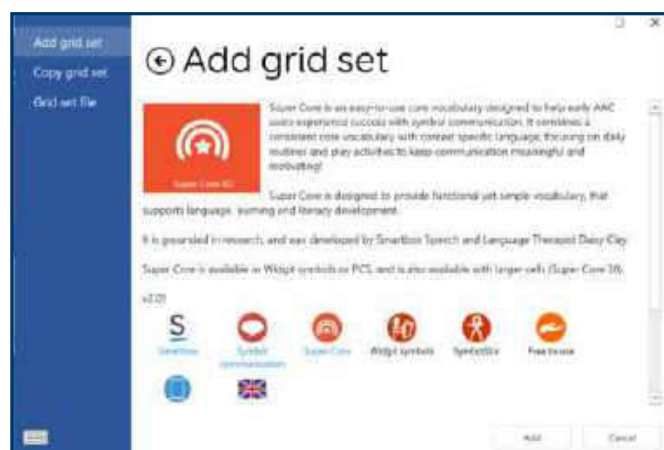 Add grid set
Copy grid set
Grid set file
Add grid set
Super Core is an easy-to-use core vocabulary designed to help early AAC
users experience success with symbol communication. It combines a
consistent core vocabulary with context specific language, focusing on daily
routines and play activities to keep communication meaningful and
motivating!
Super Core 50
Super Core is designed to provide functional yet simple vocabulary, that
supports language learning and literacy development.
It is grounded in research, and was developed by Smartbox Speech and Language Therapist Daisy Clay
Super Core is available in Widgit symbols or PCS, and is also available with larger cells (Super Core 30).
S
Smartbox
Symbol
communication
Super Core
Widgit symbols
SymbolStix
Free to use
Add
Cancel